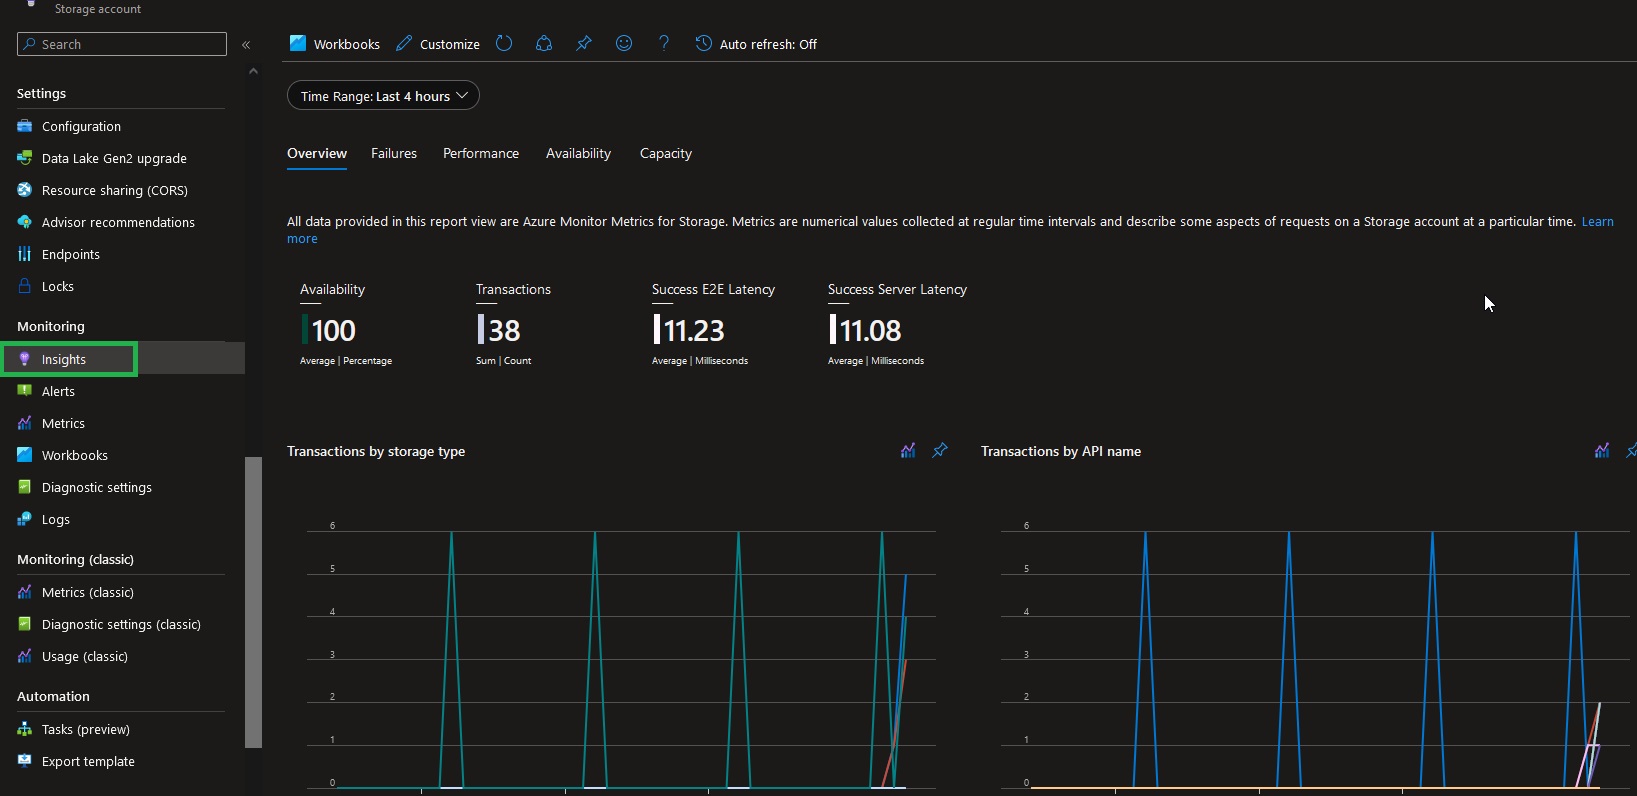 Storage account
Search
«
Settings
Configuration
Data Lake Gen2 upgrade
Resource sharing (CORS)
Advisor recommendations
Endpoints
Locks
Monitoring
Insights
Alerts
Metrics
Workbooks
Diagnostic settings
Logs
Monitoring (classic)
Metrics (classic)
Diagnostic settings (classic)
Usage (classic)
Automation
Tasks (preview)
Export template
Workbooks
Customize
?
Auto refresh: Off
Time Range: Last 4 hours
Overview
Failures
Performance
Availability
Capacity
All data provided in this report view are Azure Monitor Metrics for Storage. Metrics are numerical values collected at regular time intervals and describe some aspects of requests on a Storage account at a particular time. Learn
more
Availability
100
Average | Percentage
Transactions
38
Sum | Count
Success E2E Latency
11.23
Average | Milliseconds
Success Server Latency
11.08
Average | Milliseconds
Transactions by storage type
6
5
4
3
2
1
0
Transactions by API name
6
5
4
3
2
1
0